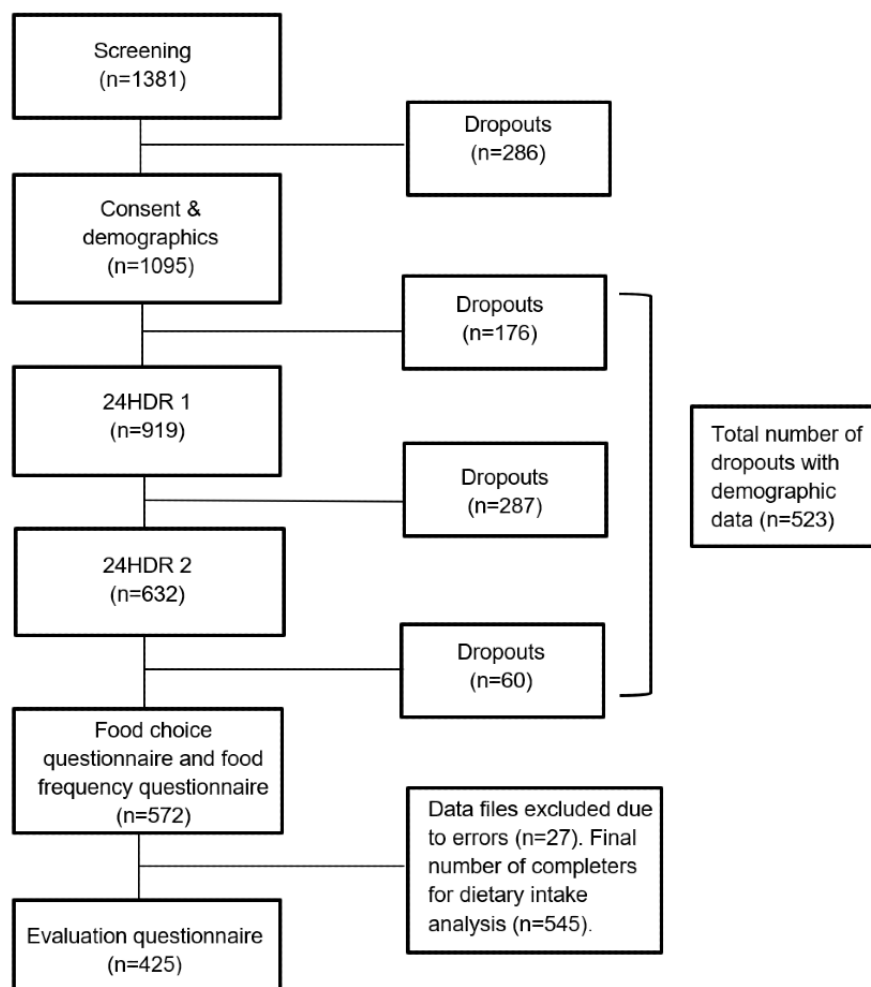 Screening
(n=1381)
Dropouts
(n=286)
Consent &
demographics
(n=1095)
Dropouts
(n=176)
24HDR 1
(n=919)
Total number of
dropouts with
demographic
data (n=523)
Dropouts
(n=287)
24HDR 2
(n=632)
Dropouts
(n=60)
Food choice
questionnaire and food
frequency questionnaire
(n=572)
Data files excluded due
to errors (n=27). Final
number of completers
for dietary intake
analysis (n=545).
Evaluation questionnaire
(n=425)